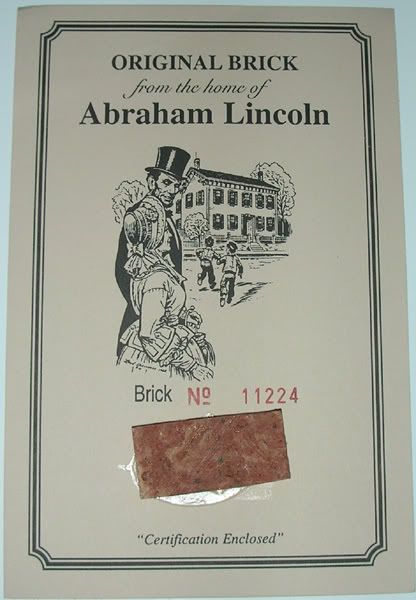 ORIGINAL BRICK
from the home of
Abraham Lincoln
Brick Nº 11224
"Certification Enclosed"